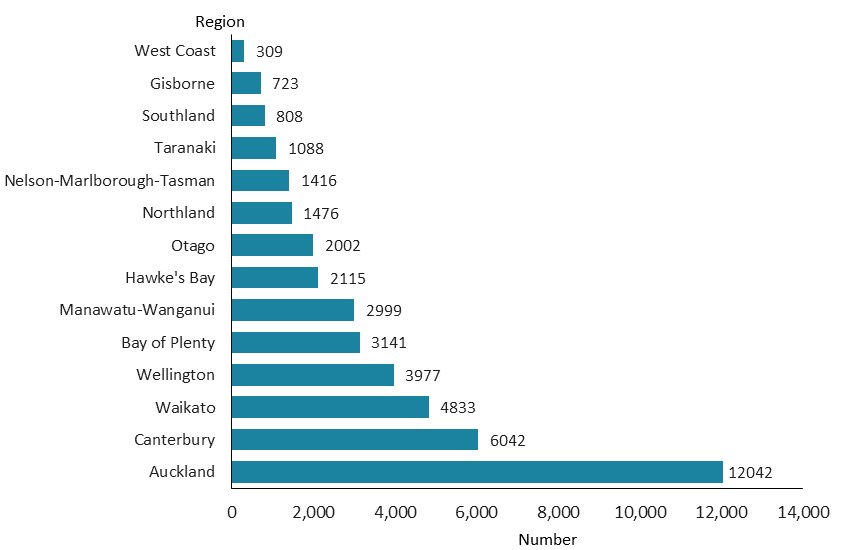 Region
West Coast 309
Gisborne 723
Southland 808
Taranaki 1088
Nelson-Marlborough-Tasman 1416
Northland 1476
Otago 2002
Hawke's Bay 2115
Manawatu-Wanganui 2999
Bay of Plenty 3141
Wellington 3977
Waikato 4833
Canterbury 6042
Auckland 12042
0 2,000 4,000 6,000 8,000 10,000 12,000 14,000
Number